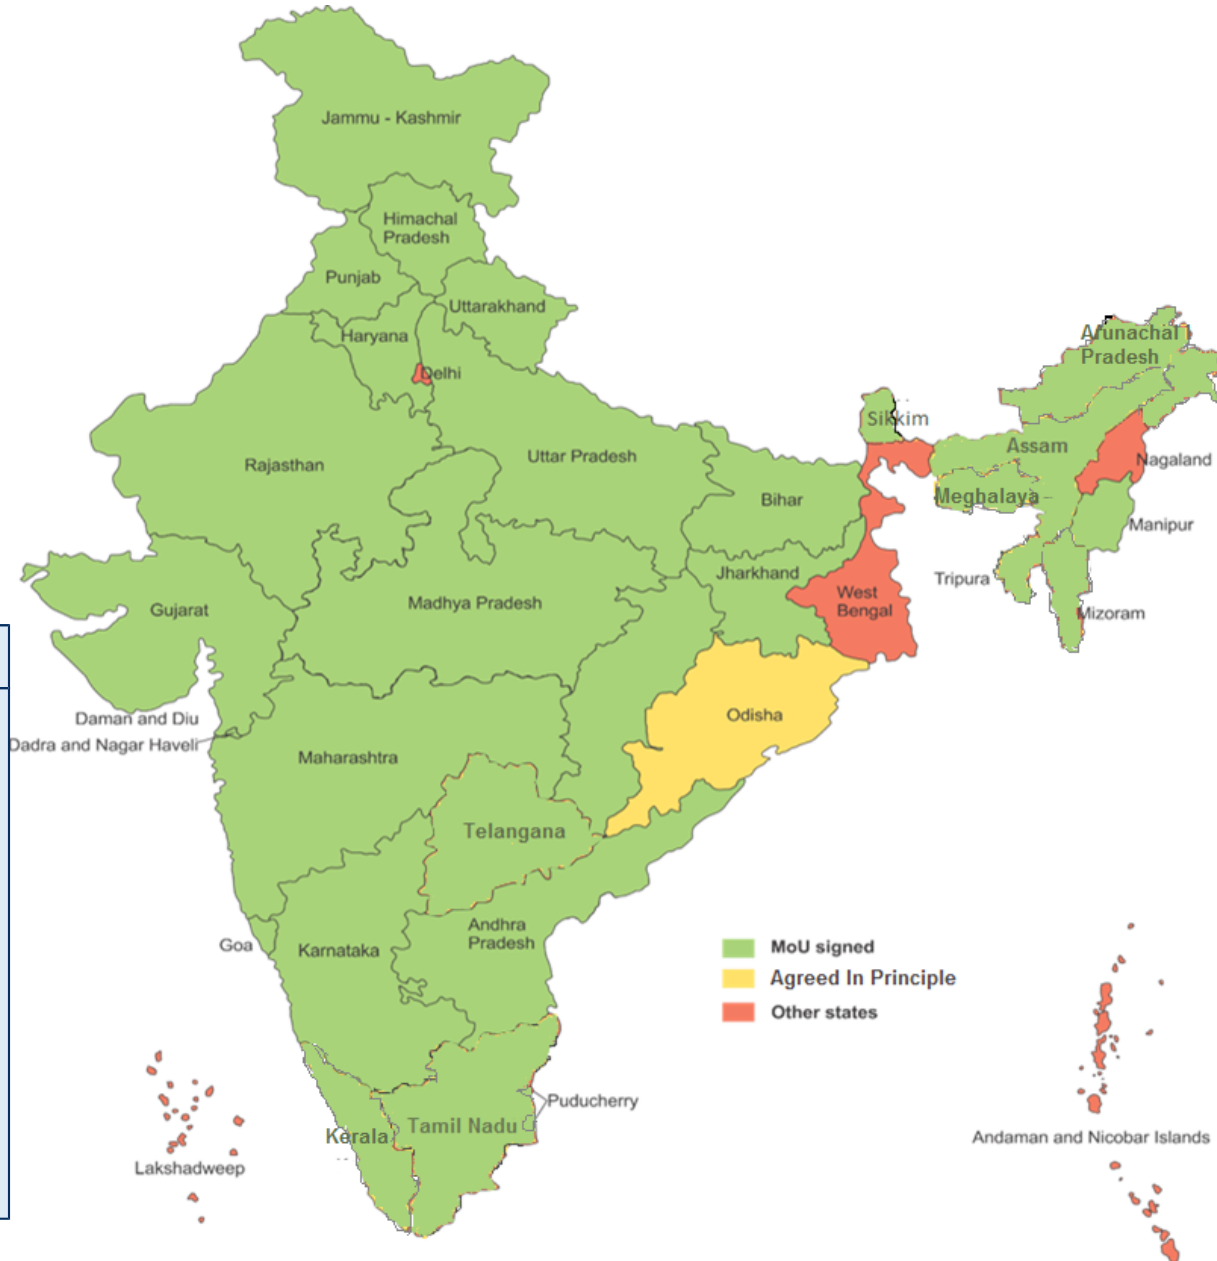 Jammu - Kashmir
Himachal
Pradesh
Punjab
Uttarakhand
Haryana
Delhi
Arunachal
Pradesh
Sikkim
Assam
Nagaland
Rajasthan
Uttar Pradesh
Bihar
Meghalaya
Manipur
Jharkhand
Tripura
West
Bengal
Mizoram
Gujarat
Madhya Pradesh
Odisha
Daman and Diu
Dadra and Nagar Haveli
Maharashtra
Telangana
Andhra
Pradesh
Goa
Karnataka
MoU signed
Agreed In Principle
Other states
Puducherry
Tamil Nadu
Kerala
Lakshadweep
Andaman and Nicobar Islands